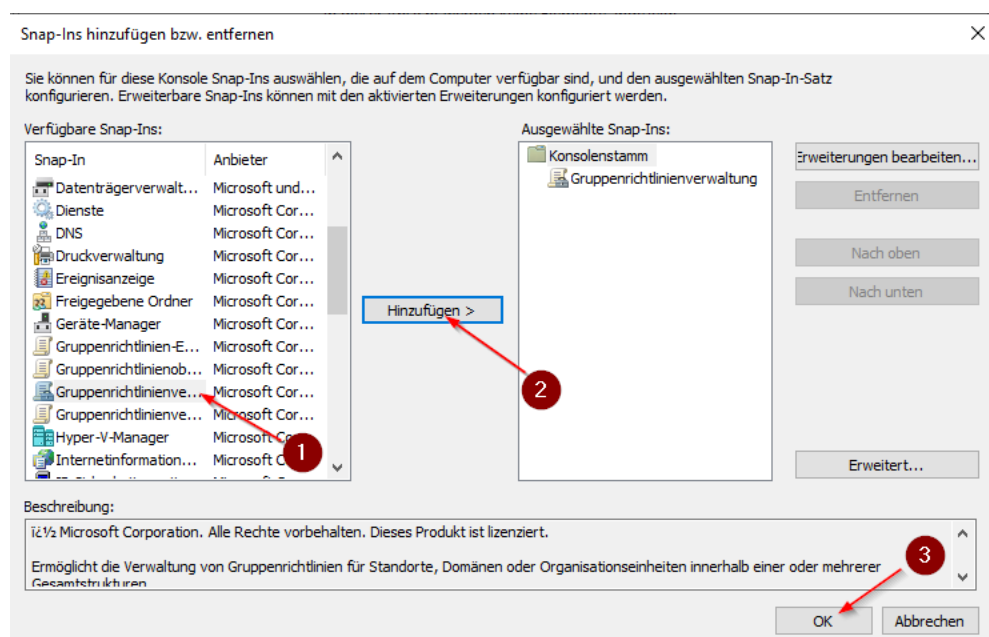 Snap-Ins hinzufügen bzw. entfernen
Sie können für diese Konsole Snap-Ins auswählen, die auf dem Computer verfügbar sind, und den ausgewählten Snap-In-Satz
konfigurieren. Erweiterbare Snap-Ins können mit den aktivierten Erweiterungen konfiguriert werden.
Verfügbare Snap-Ins:
Snap-In Anbieter
Datenträgerverwalt... Microsoft und...
Dienste Microsoft Cor...
DNS Microsoft Cor...
Druckverwaltung Microsoft Cor...
Ereignisanzeige Microsoft Cor...
Freigegebene Ordner Microsoft Cor...
Geräte-Manager Microsoft Cor...
Gruppenrichtlinien-E... Microsoft Cor...
Gruppenrichtlinienob... Microsoft Cor...
Gruppenrichtlinienve... Microsoft Cor...
Gruppenrichtlinienve... Microsoft Cor...
Hyper-V-Manager Microsoft Co
Internetinformation... Microsoft C
1
Hinzufügen >
2
Ausgewählte Snap-Ins:
Konsolenstamm
Gruppenrichtlinienverwaltung
Erweiterungen bearbeiten...
Entfernen
Nach oben
Nach unten
Erweitert...
Beschreibung:
ï¿½ Microsoft Corporation. Alle Rechte vorbehalten. Dieses Produkt ist lizenziert.
Ermöglicht die Verwaltung von Gruppenrichtlinien für Standorte, Domänen oder Organisationseinheiten innerhalb einer oder mehrerer
Gesamtstrukturen
3
OK Abbrechen